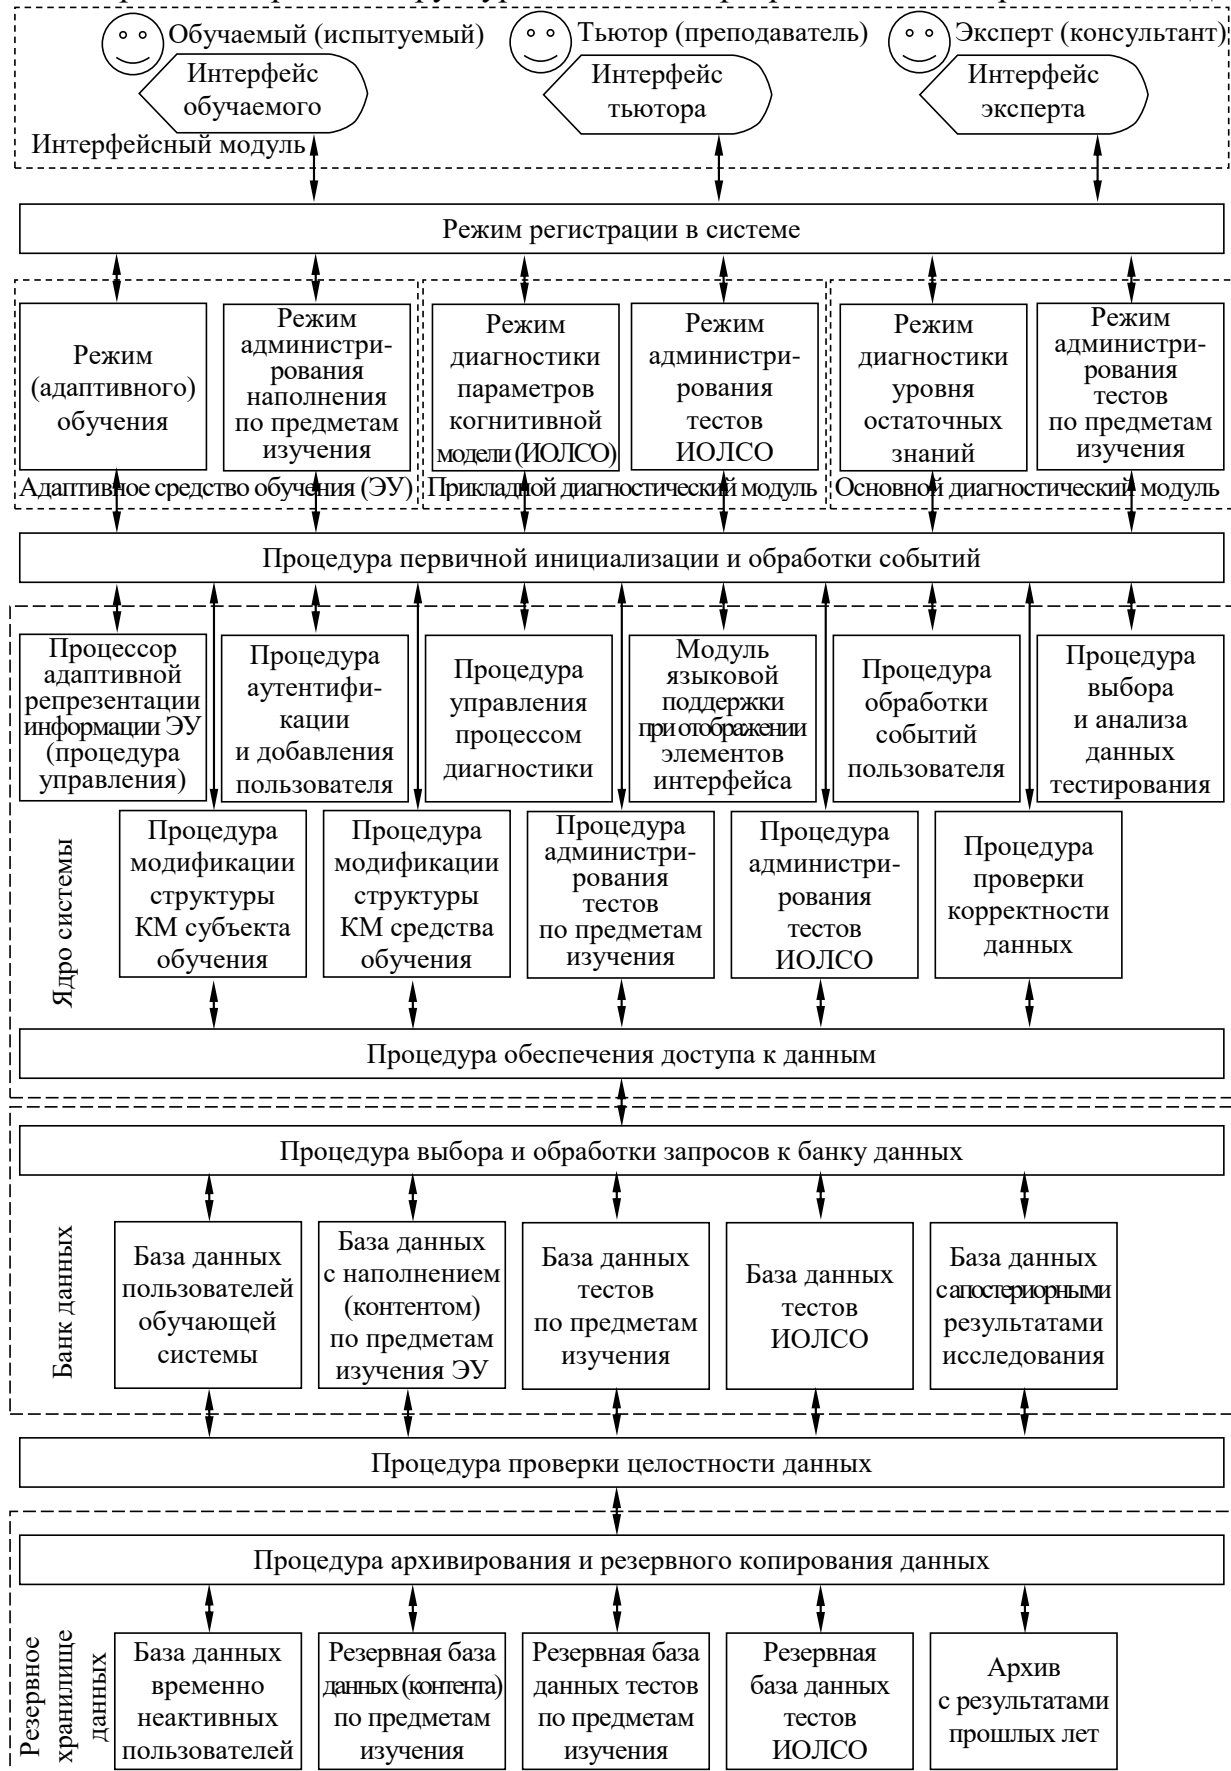 Обучаемый (испытуемый)
Тьютор (преподаватель)
Эксперт (консультант)
Интерфейс
обучаемого
Интерфейс
тьютора
Интерфейс
эксперта
Интерфейсный модуль
Режим регистрации в системе
Режим
(адаптивного)
обучения
Режим
администри-
рования
наполнения
по предметам
изучения
Режим
диагностики
параметров
когнитивной
модели (ИОЛСО)
Режим
администри-
рования
тестов
ИОЛСО
Режим
диагностики
уровня
остаточных
знаний
Режим
администри-
рования
тестов
по предметам
изучения
Адаптивное средство обучения (ЭУ)
Прикладной диагностический модуль
Основной диагностический модуль
Процедура первичной инициализации и обработки событий
Процессор
адаптивной
репрезентации
информации ЭУ
(процедура
управления)
Процедура
аутентифи-
кации
и добавления
пользователя
Процедура
управления
процессом
диагностики
Модуль
языковой
поддержки
при отображении
элементов
интерфейса
Процедура
обработки
событий
пользователя
Процедура
выбора
и анализа
данных
тестирования
Ядро системы
Процедура
модификации
структуры
КМ субъекта
обучения
Процедура
модификации
структуры
КМ средства
обучения
Процедура
администри-
рования
тестов
по предметам
изучения
Процедура
администри-
рования
тестов
ИОЛСО
Процедура
проверки
корректности
данных
Процедура обеспечения доступа к данным
Процедура выбора и обработки запросов к банку данных
Банк данных
База данных
пользователей
обучающей
системы
База данных
с наполнением
(контентом)
по предметам
изучения ЭУ
База данных
тестов
по предметам
изучения
База данных
тестов
ИОЛСО
База данных
с апостериорными
результатами
исследования
Процедура проверки целостности данных
Процедура архивирования и резервного копирования данных
Резервное
хранилище
данных
База данных
временно
неактивных
пользователей
Резервная база
данных (контента)
по предметам
изучения
Резервная база
данных тестов
по предметам
изучения
Резервная
база данных
тестов
ИОЛСО
Архив
с результатами
прошлых лет